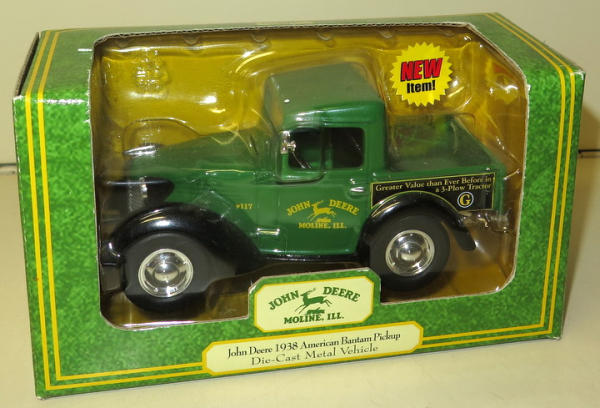 NEW
Item!
Greater Value than Ever Before in
a 3-Plow Tractor
G
#117
JOHN DEERE
MOLINE, ILL.
JOHN DEERE
MOLINE, ILL.
John Deere 1938 American Bantam Pickup
Die-Cast Metal Vehicle